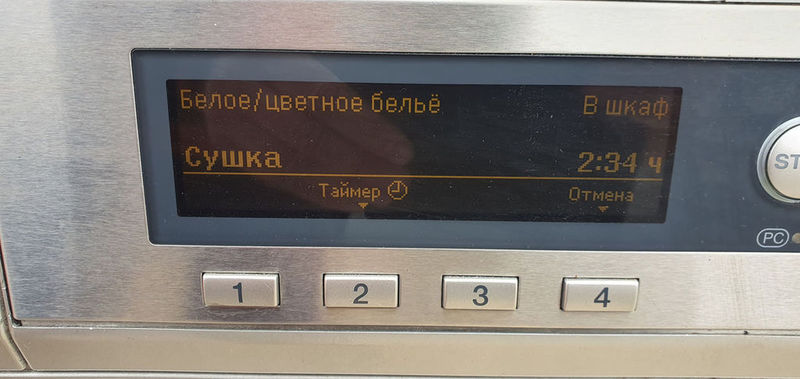 Белое/цветное бельё В шкаф
Сушка 2:34 ч
Таймер Отмена
ST
PC
1 2 3 4